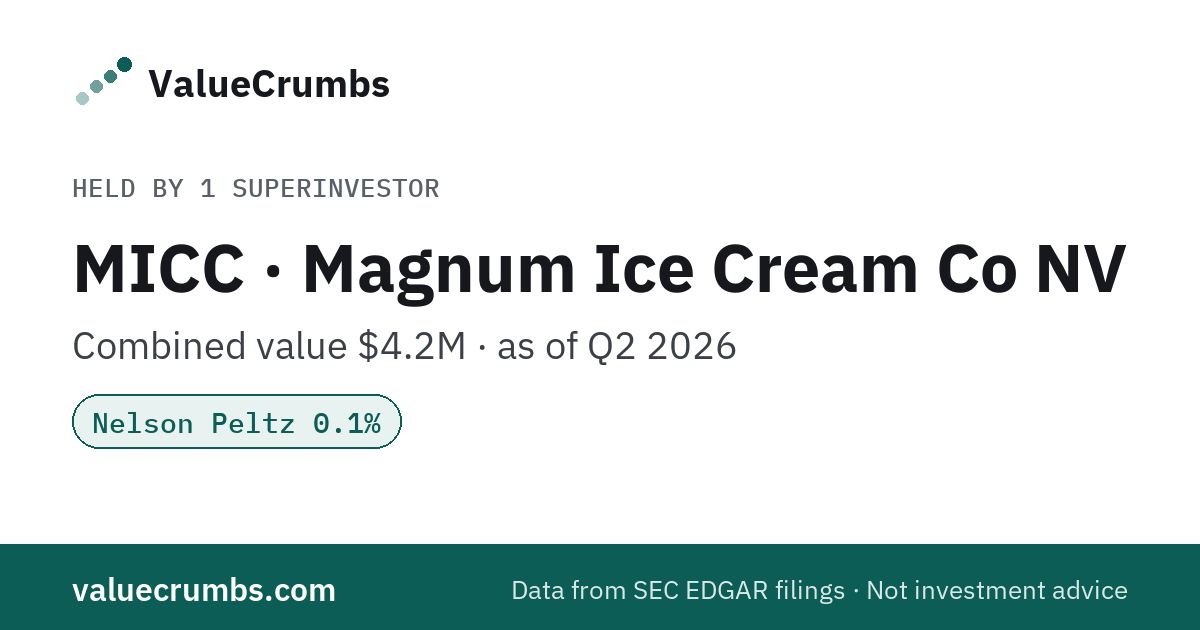 ValueCrumbs
HELD BY 1 SUPERINVESTOR
MICC · Magnum Ice Cream Co NV
Combined value $4.2M · as of Q2 2026
Nelson Peltz 0.1%
valuecrumbs.com
Data from SEC EDGAR filings · Not investment advice